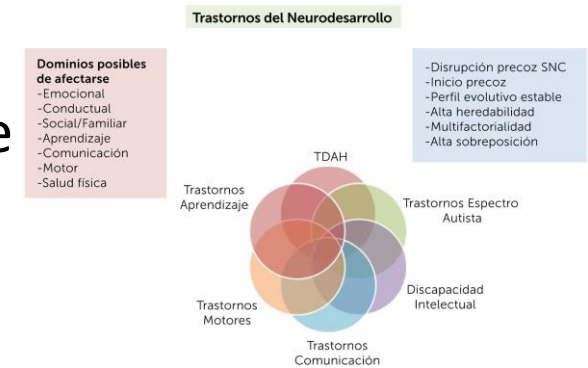 Trastornos del Neurodesarrollo
Dominios posibles
de afectarse
-Emocional
-Conductual
-Social/Familiar
-Aprendizaje
-Comunicación
-Motor
-Salud física
e
-Disrupción precoz SNC
-Inicio precoz
-Perfil evolutivo estable
-Alta heredabilidad
-Multifactorialidad
-Alta sobreposición
TDAH
Trastornos
Aprendizaje
Trastornos Espectro
Autista
Discapacidad
Intelectual
Trastornos
Motores
Trastornos
Comunicación